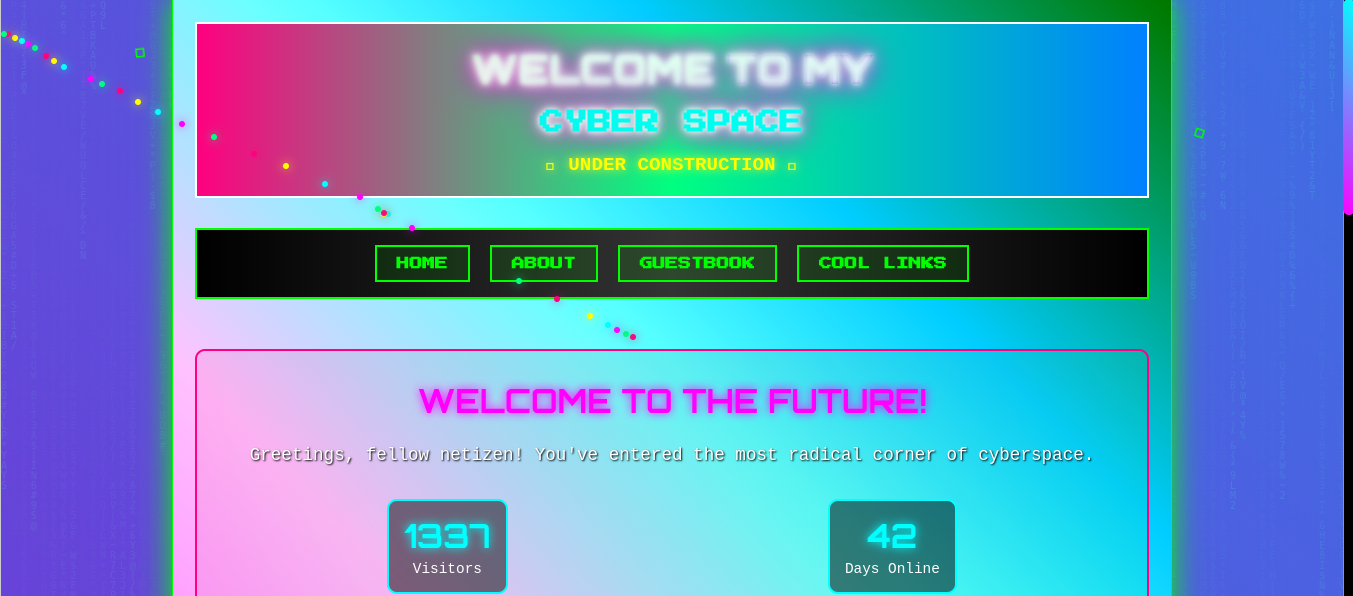 WELCOME TO MY
CYBER SPACE
UNDER CONSTRUCTION
HOME ABOUT GUESTBOOK COOL LINKS
WELCOME TO THE FUTURE!
Greetings, fellow netizen! You've entered the most radical corner of cyberspace.
1337 42
Visitors Days Online